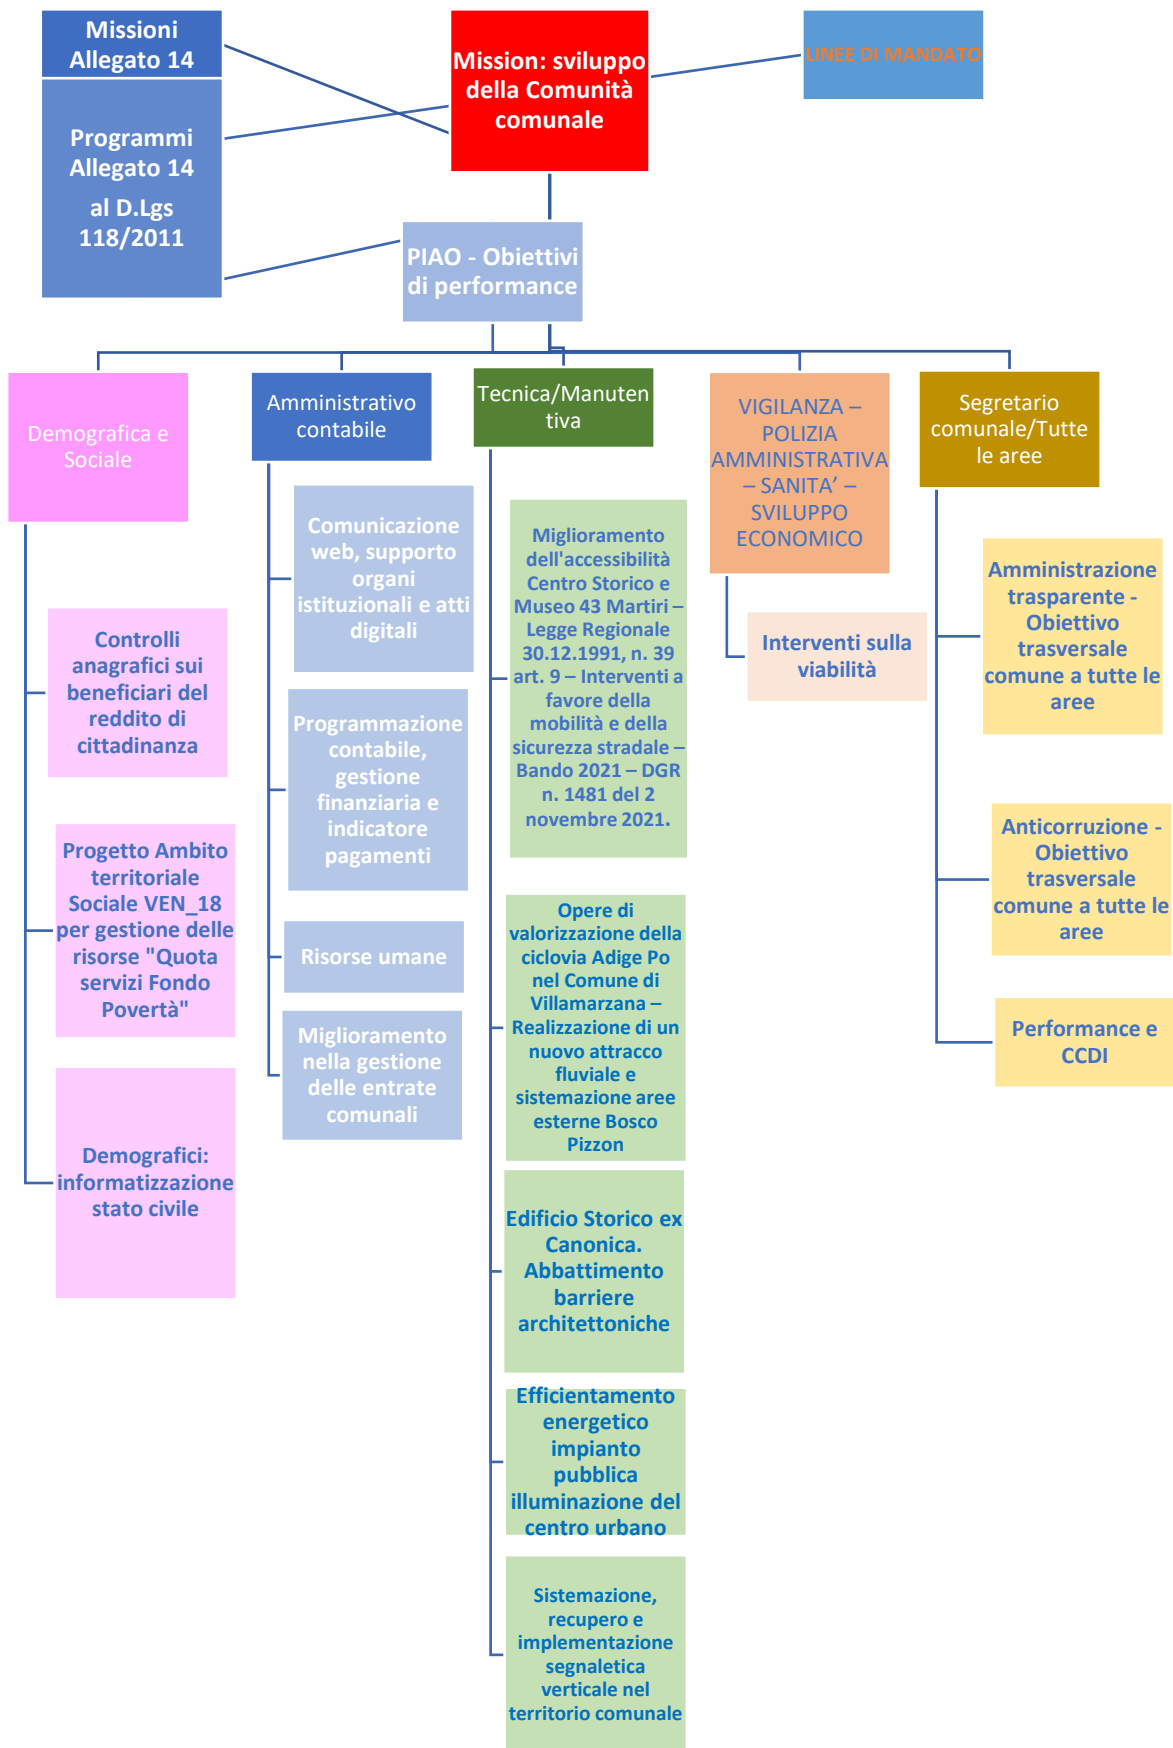 Missioni
Allegato 14
Programmi
Allegato 14
al D.Lgs
118/2011
Mission: sviluppo
della Comunità
comunale
LINEE DI MANDATO
PIAO - Obiettivi
di performance
Demografica e
Sociale
Controlli
anagrafici sui
beneficiari del
reddito di
cittadinanza
Progetto Ambito
territoriale
Sociale VEN_18
per gestione delle
risorse "Quota
servizi Fondo
Povertà"
Demografici:
informatizzazione
stato civile
Amministrativo
contabile
Comunicazione
web, supporto
organi
istituzionali e atti
digitali
Programmazione
contabile,
gestione
finanziaria e
indicatore
pagamenti
Risorse umane
Miglioramento
nella gestione
delle entrate
comunali
Tecnica/Manuten
tiva
Miglioramento
dell'accessibilità
Centro Storico e
Museo 43 Martiri –
Legge Regionale
30.12.1991, n. 39
art. 9 – Interventi a
favore della
mobilità e della
sicurezza stradale –
Bando 2021 – DGR
n. 1481 del 2
novembre 2021.
Opere di
valorizzazione della
ciclovia Adige Po
nel Comune di
Villamarzana –
Realizzazione di un
nuovo attracco
fluviale e
sistemazione aree
esterne Bosco
Pizzon
Edificio Storico ex
Canonica.
Abbattimento
barriere
architettoniche
Efficientamento
energetico
impianto
pubblica
illuminazione del
centro urbano
Sistemazione,
recupero e
implementazione
segnaletica
verticale nel
territorio comunale
VIGILANZA –
POLIZIA
AMMINISTRATIVA
– SANITA’ –
SVILUPPO
ECONOMICO
Interventi sulla
viabilità
Segretario
comunale/Tutte
le aree
Amministrazione
trasparente -
Obiettivo
trasversale
comune a tutte le
aree
Anticorruzione -
Obiettivo
trasversale
comune a tutte le
aree
Performance e
CCDI